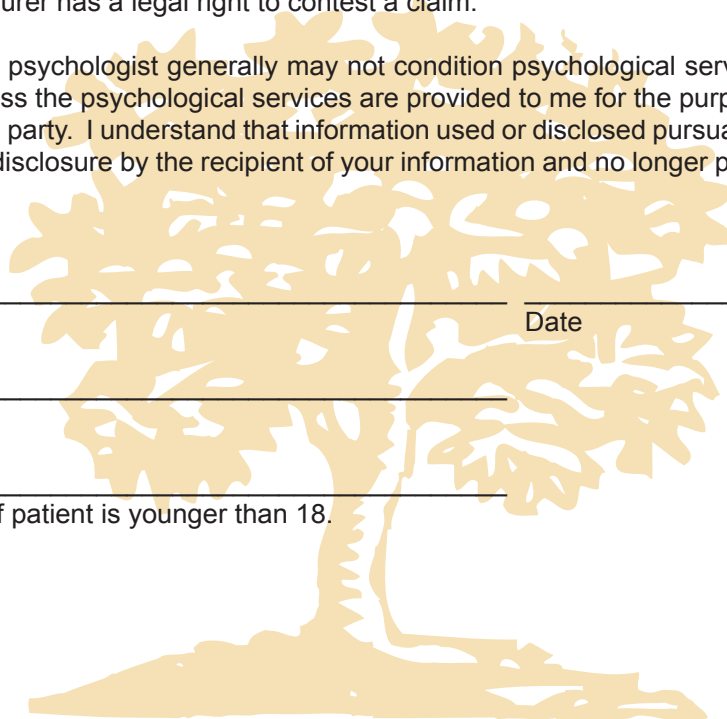 urer has a legal right to contest a claim.
psychologist generally may not condition psychological serv
ss the psychological services are provided to me for the purp
party. I understand that information used or disclosed pursua
disclosure by the recipient of your information and no longer p
Date
f patient is younger than 18.